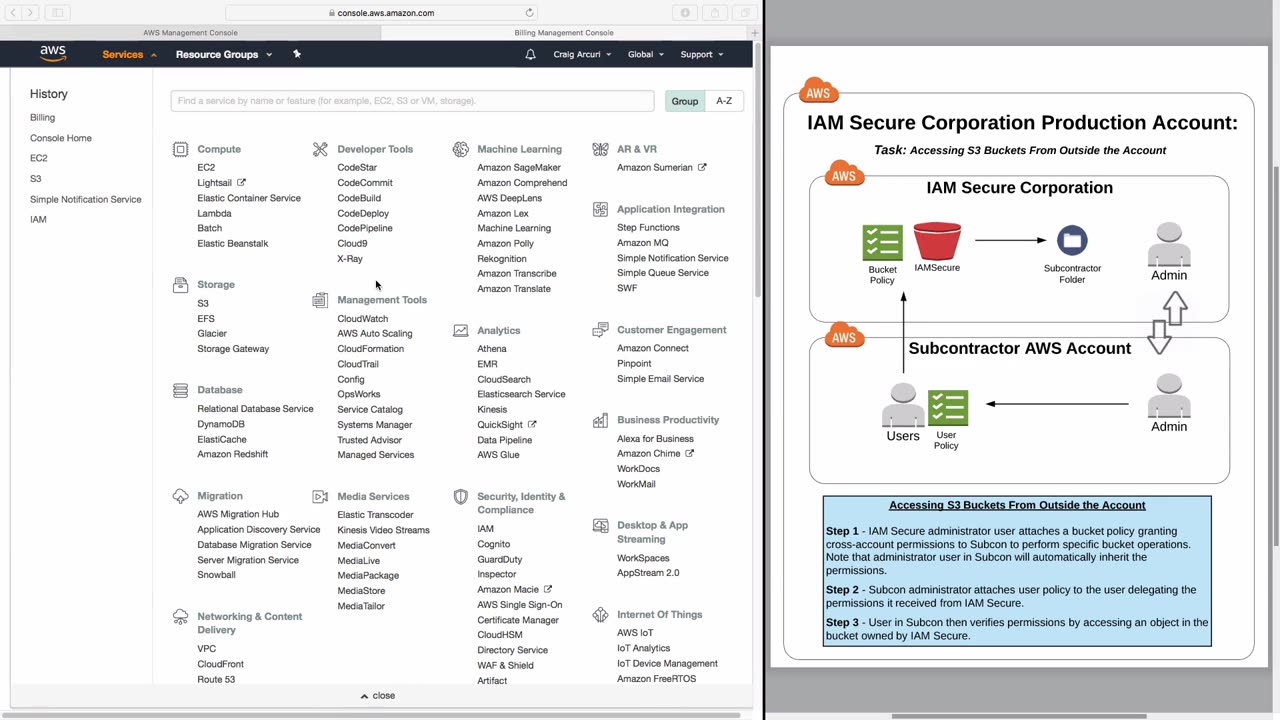 console.aws.amazon.com
AWS Management Console
Billing Management Console
aws
Services
Resource Groups
Craig Arcuri
Global
Support
History
Billing
Console Home
EC2
S3
Simple Notification Service
IAM
Find a service by name or feature (for example, EC2, S3 or VM, storage).
Group
A-Z
Compute
EC2
Lightsail
Elastic Container Service
Lambda
Batch
Elastic Beanstalk
Storage
S3
EFS
Glacier
Storage Gateway
Database
Relational Database Service
DynamoDB
ElastiCache
Amazon Redshift
Migration
AWS Migration Hub
Application Discovery Service
Database Migration Service
Server Migration Service
Snowball
Networking & Content
Delivery
VPC
CloudFront
Route 53
Developer Tools
CodeStar
CodeCommit
CodeBuild
CodeDeploy
CodePipeline
Cloud9
X-Ray
Management Tools
CloudWatch
AWS Auto Scaling
CloudFormation
CloudTrail
Config
OpsWorks
Service Catalog
Systems Manager
Trusted Advisor
Managed Services
Media Services
Elastic Transcoder
Kinesis Video Streams
MediaConvert
MediaLive
MediaPackage
MediaStore
MediaTailor
Machine Learning
Amazon SageMaker
Amazon Comprehend
AWS DeepLens
Amazon Lex
Machine Learning
Amazon Polly
Rekognition
Amazon Transcribe
Amazon Translate
Analytics
Athena
EMR
CloudSearch
Elasticsearch Service
Kinesis
QuickSight
Data Pipeline
AWS Glue
Security, Identity &
Compliance
IAM
Cognito
GuardDuty
Inspector
Amazon Macie
AWS Single Sign-On
Certificate Manager
CloudHSM
Directory Service
WAF & Shield
Artifact
AR & VR
Amazon Sumerian
Application Integration
Step Functions
Amazon MQ
Simple Notification Service
Simple Queue Service
SWF
Customer Engagement
Amazon Connect
Pinpoint
Simple Email Service
Business Productivity
Alexa for Business
Amazon Chime
WorkDocs
WorkMail
Desktop & App
Streaming
WorkSpaces
AppStream 2.0
Internet Of Things
AWS IoT
IoT Analytics
IoT Device Management
Amazon FreeRTOS
close
AWS
IAM Secure Corporation Production Account:
Task: Accessing S3 Buckets From Outside the Account
AWS
IAM Secure Corporation
Bucket
Policy
IAMSecure
Subcontractor
Folder
Admin
AWS
Subcontractor AWS Account
Users
User
Policy
Admin
Accessing S3 Buckets From Outside the Account
Step 1 - IAM Secure administrator user attaches a bucket policy granting
cross-account permissions to Subcon to perform specific bucket operations.
Note that administrator user in Subcon will automatically inherit the
permissions.
Step 2 - Subcon administrator attaches user policy to the user delegating the
permissions it received from IAM Secure.
Step 3 - User in Subcon then verifies permissions by accessing an object in the
bucket owned by IAM Secure.